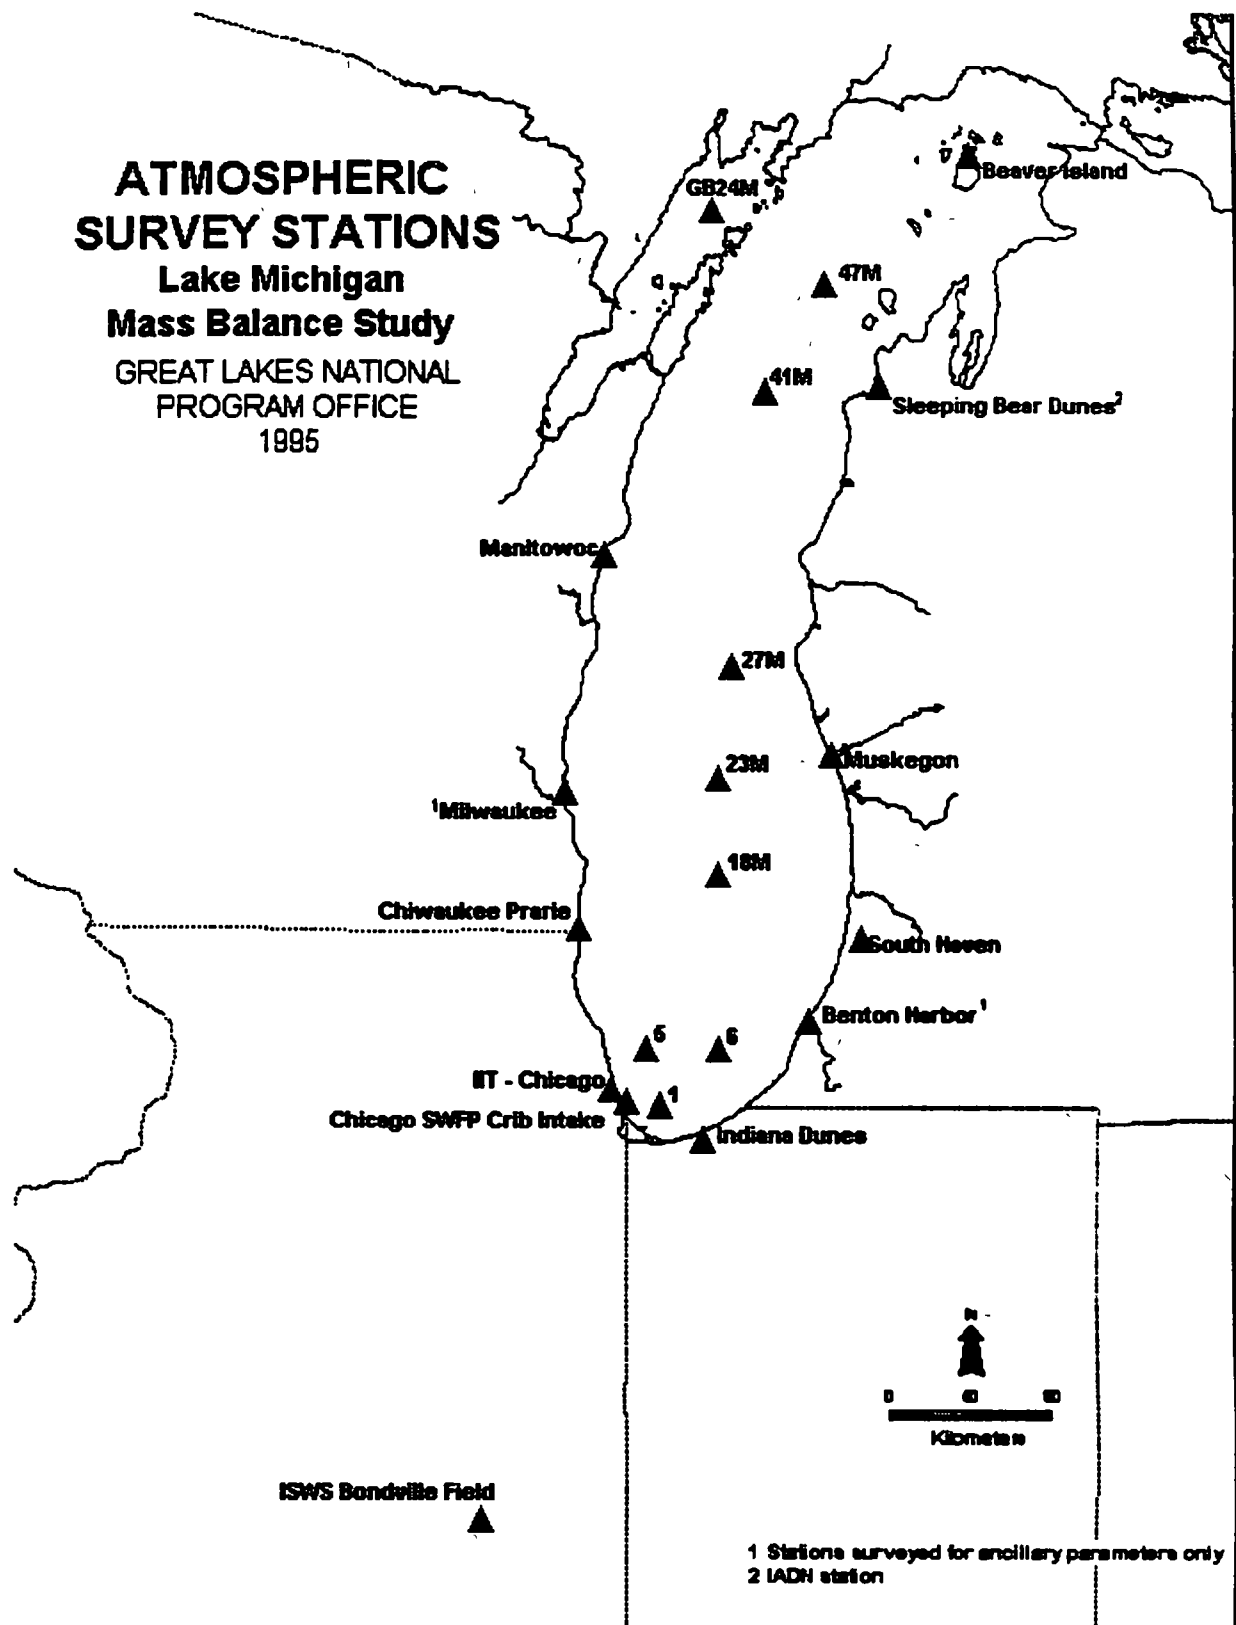 ATMOSPHERIC
SURVEY STATIONS
Lake Michigan
Mass Balance Study
GREAT LAKES NATIONAL
PROGRAM OFFICE
1995
Beaver Island
GB24M
47M
41M
Sleeping Bear Dunes²
Manitowoc
27M
Muskegon
23M
¹Milwaukee
18M
Chiwaukee Prarie
South Haven
Benton Harbor¹
5
6
IIT - Chicago
1
Chicago SWFP Crib Intake
Indiana Dunes
N
0
Kilometers
ISWS Bondville Field
1 Stations surveyed for ancillary parameters only
2 IADN station